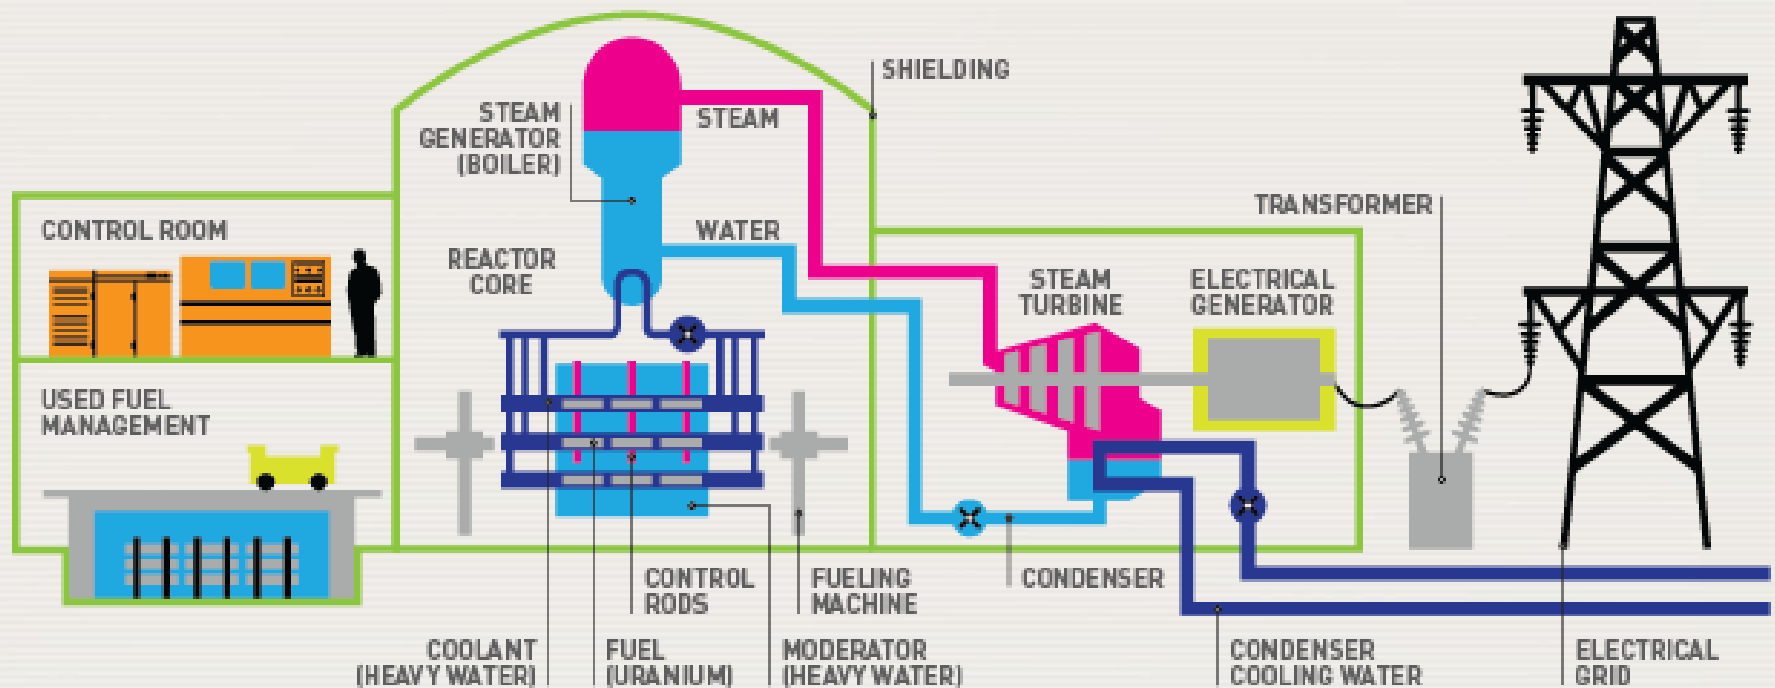 SHIELDING
STEAM
GENERATOR
(BOILER)
STEAM
TRANSFORMER
CONTROL ROOM
WATER
REACTOR
CORE
STEAM
TURBINE
ELECTRICAL
GENERATOR
USED FUEL
MANAGEMENT
CONTROL
RODS
FUELING
MACHINE
CONDENSER
COOLANT
(HEAVY WATER)
FUEL
(URANIUM)
MODERATOR
(HEAVY WATER)
CONDENSER
COOLING WATER
ELECTRICAL
GRID